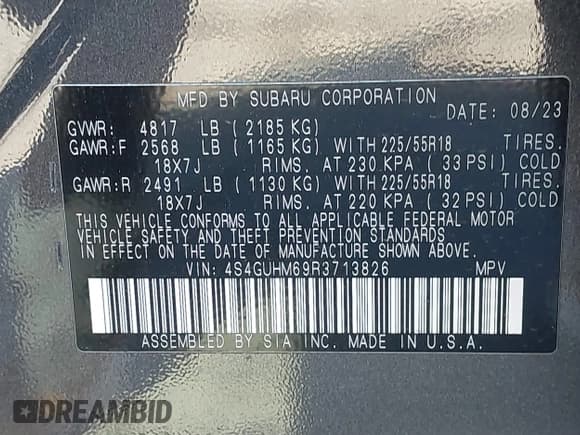 MFD BY SUBARU CORPORATION
DATE: 08/23
GVWR: 4817 LB (2185 KG)
GAWR:F 2568 LB (1165 KG) WITH 225/55R18 TIRES.
18X7J RIMS. AT 230 KPA (33 PSI) COLD
GAWR:R 2491 LB (1130 KG) WITH 225/55R18 TIRES.
18X7J RIMS. AT 220 KPA (32 PSI) COLD
THIS VEHICLE CONFORMS TO ALL APPLICABLE FEDERAL MOTOR
VEHICLE SAFETY AND THEFT PREVENTION STANDARDS
IN EFFECT ON THE DATE OF MANUFACTURE SHOWN ABOVE.
VIN: 4S4GUHM69R3713826 MPV
ASSEMBLED BY SIA INC. MADE IN U.S.A.
DREAMBID